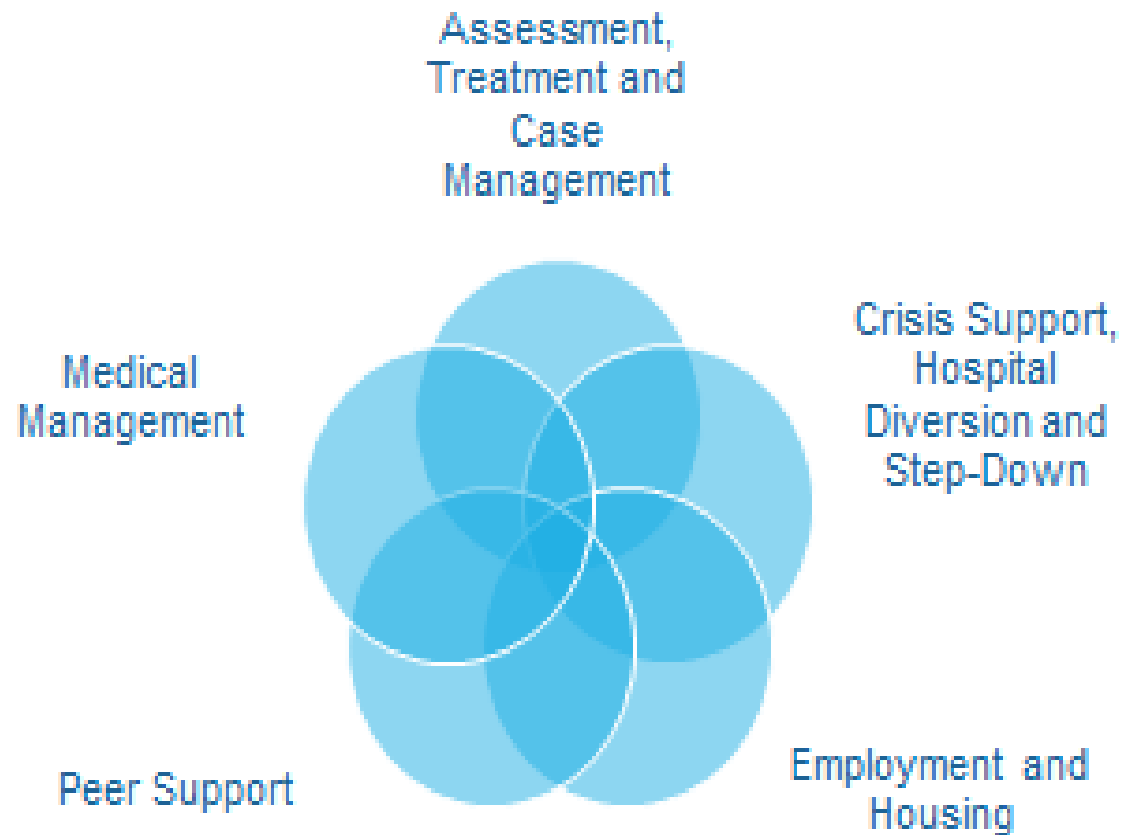 Assessment,
Treatment and
Case
Management
Crisis Support,
Hospital
Diversion and
Step-Down
Medical
Management
Employment and
Housing
Peer Support